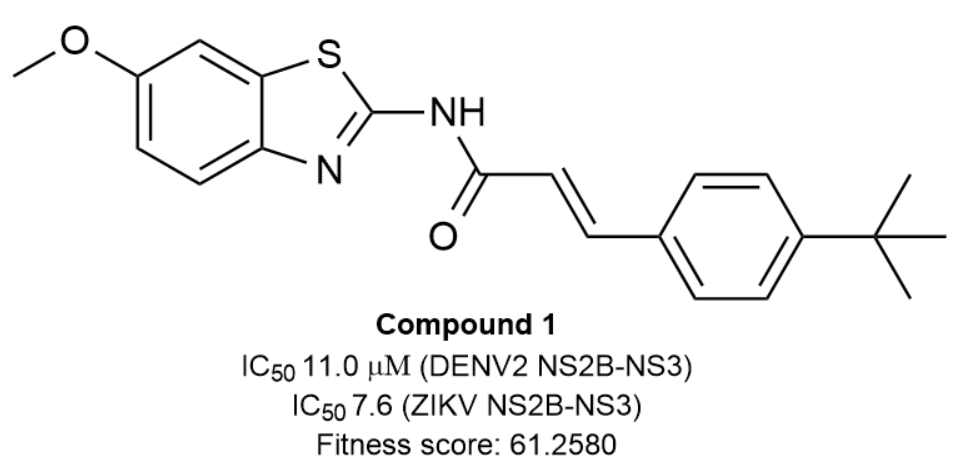 O
S
NH
N
O
Compound 1
IC50 11.0 μM (DENV2 NS2B-NS3)
IC50 7.6 (ZIKV NS2B-NS3)
Fitness score: 61.2580